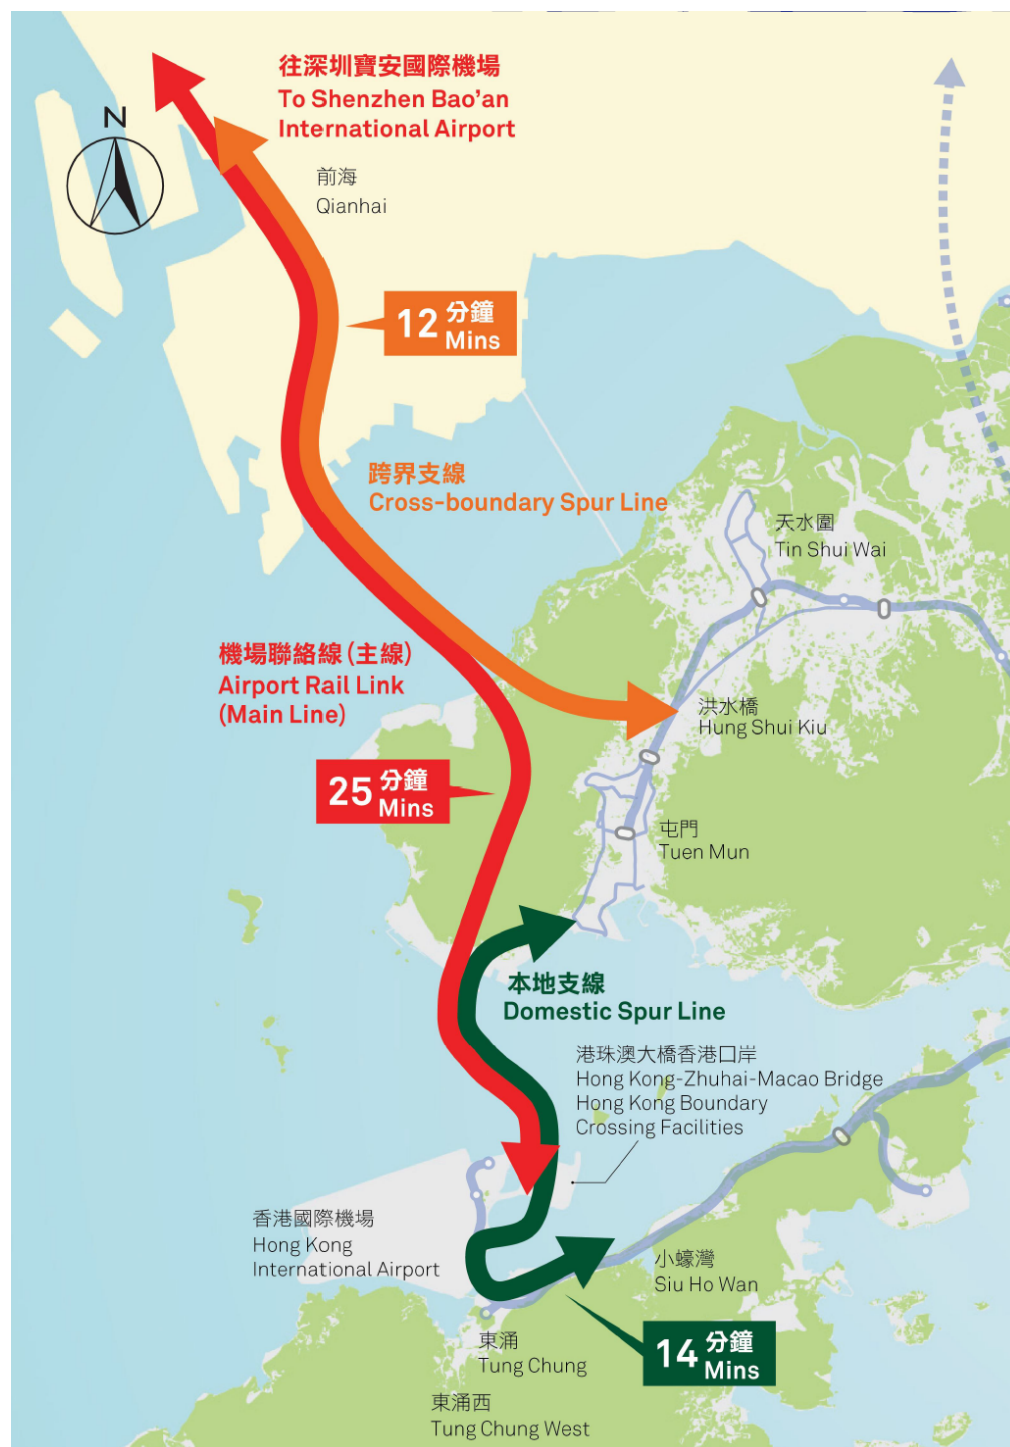 往深圳寶安國際機場
To Shenzhen Bao'an
International Airport
N
前海
Qianhai
12 分鐘
Mins
跨界支線
Cross-boundary Spur Line
天水圍
Tin Shui Wai
機場聯絡線(主線)
Airport Rail Link
(Main Line)
洪水橋
Hung Shui Kiu
25 分鐘
Mins
屯門
Tuen Mun
本地支線
Domestic Spur Line
港珠澳大橋香港口岸
Hong Kong-Zhuhai-Macao Bridge
Hong Kong Boundary
Crossing Facilities
香港國際機場
Hong Kong
International Airport
小蠔灣
Siu Ho Wan
東涌
Tung Chung
14 分鐘
Mins
東涌西
Tung Chung West